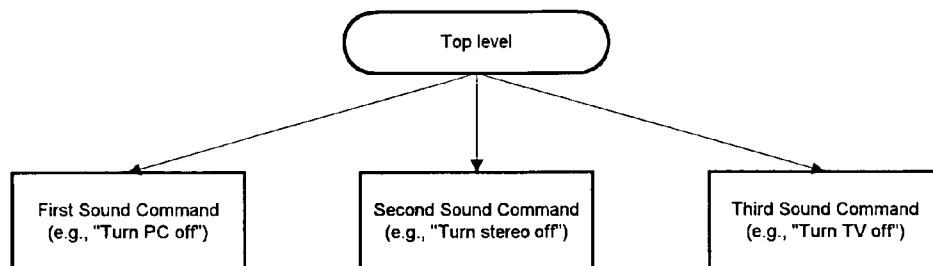 Top level
First Sound Command
(e.g., "Turn PC off")
Second Sound Command
(e.g., "Turn stereo off")
Third Sound Command
(e.g., "Turn TV off")